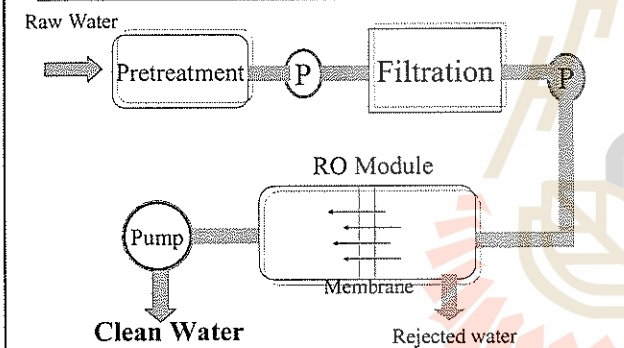 Raw Water
Pretreatment
P
Filtration
P
RO Module
Pump
Membrane
Clean Water
Rejected water